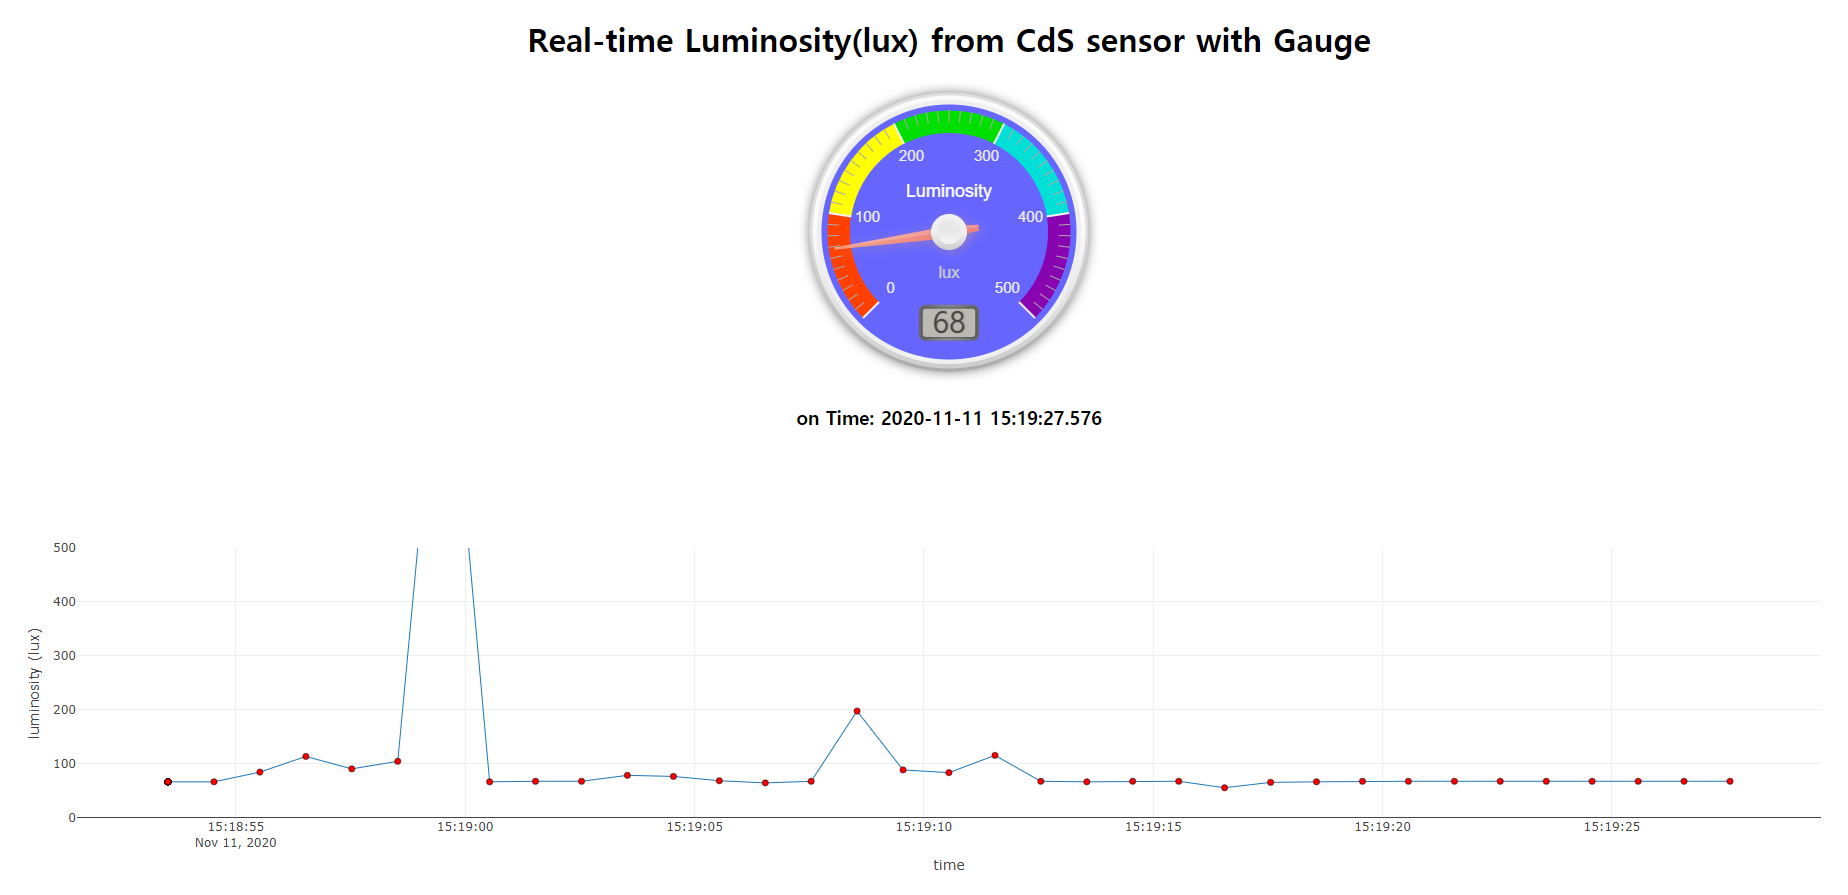 Real-time Luminosity(lux) from CdS sensor with Gauge
200 300
Luminosity
100 400
lux
0 500
68
on Time: 2020-11-11 15:19:27.576
500
400
300
200
100
0
luminosity (lux)
15:18:55 15:19:00 15:19:05 15:19:10 15:19:15 15:19:20 15:19:25
Nov 11, 2020
time